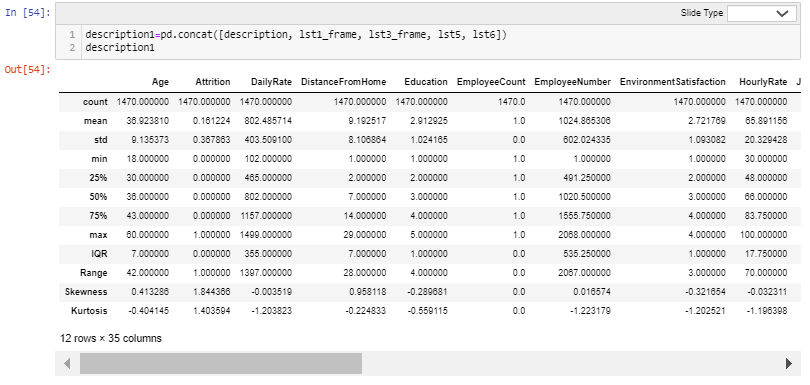 In [54]:
Slide Type
1 description1=pd.concat([description, lst1_frame, lst3_frame, lst5, lst6])
2 description1
Out[54]:
Age Attrition DailyRate DistanceFromHome Education EmployeeCount EmployeeNumber EnvironmentSatisfaction HourlyRate J
count 1470.000000 1470.000000 1470.000000 1470.000000 1470.000000 1470.0 1470.000000 1470.000000 1470.000000
mean 36.923810 0.161224 802.485714 9.192517 2.912925 1.0 1024.865306 2.721769 65.891156
std 9.135373 0.367863 403.509100 8.106864 1.024165 0.0 602.024335 1.093082 20.329428
min 18.000000 0.000000 102.000000 1.000000 1.000000 1.0 1.000000 1.000000 30.000000
25% 30.000000 0.000000 465.000000 2.000000 2.000000 1.0 491.250000 2.000000 48.000000
50% 36.000000 0.000000 802.000000 7.000000 3.000000 1.0 1020.500000 3.000000 66.000000
75% 43.000000 0.000000 1157.000000 14.000000 4.000000 1.0 1555.750000 4.000000 83.750000
max 60.000000 1.000000 1499.000000 29.000000 5.000000 1.0 2068.000000 4.000000 100.000000
IQR 7.000000 0.000000 355.000000 7.000000 1.000000 0.0 535.250000 1.000000 17.750000
Range 42.000000 1.000000 1397.000000 28.000000 4.000000 0.0 2067.000000 3.000000 70.000000
Skewness 0.413286 1.844366 -0.003519 0.958118 -0.289681 0.0 0.016574 -0.321654 -0.032311
Kurtosis -0.404145 1.403594 -1.203823 -0.224833 -0.559115 0.0 -1.223179 -1.202521 -1.196398
12 rows × 35 columns